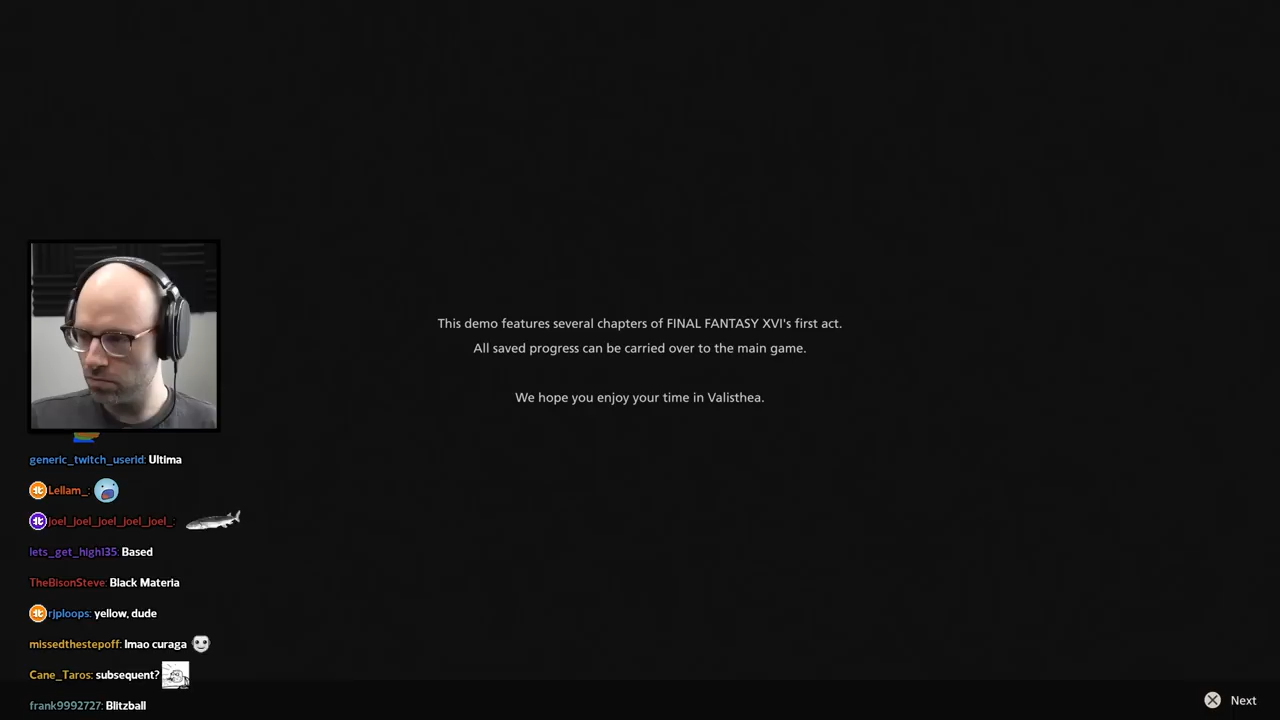 This demo features several chapters of FINAL FANTASY XVI's first act.
All saved progress can be carried over to the main game.
We hope you enjoy your time in Valisthea.
generic_twitch_userid: Ultima
Lellam_:
joel_joel_joel_joel_joel_:
lets_get_high135: Based
TheBisonSteve: Black Materia
rjploops: yellow, dude
missedthestepoff: lmao curaga
Cane_Taros: subsequent?
frank9992727: Blitzball
Next